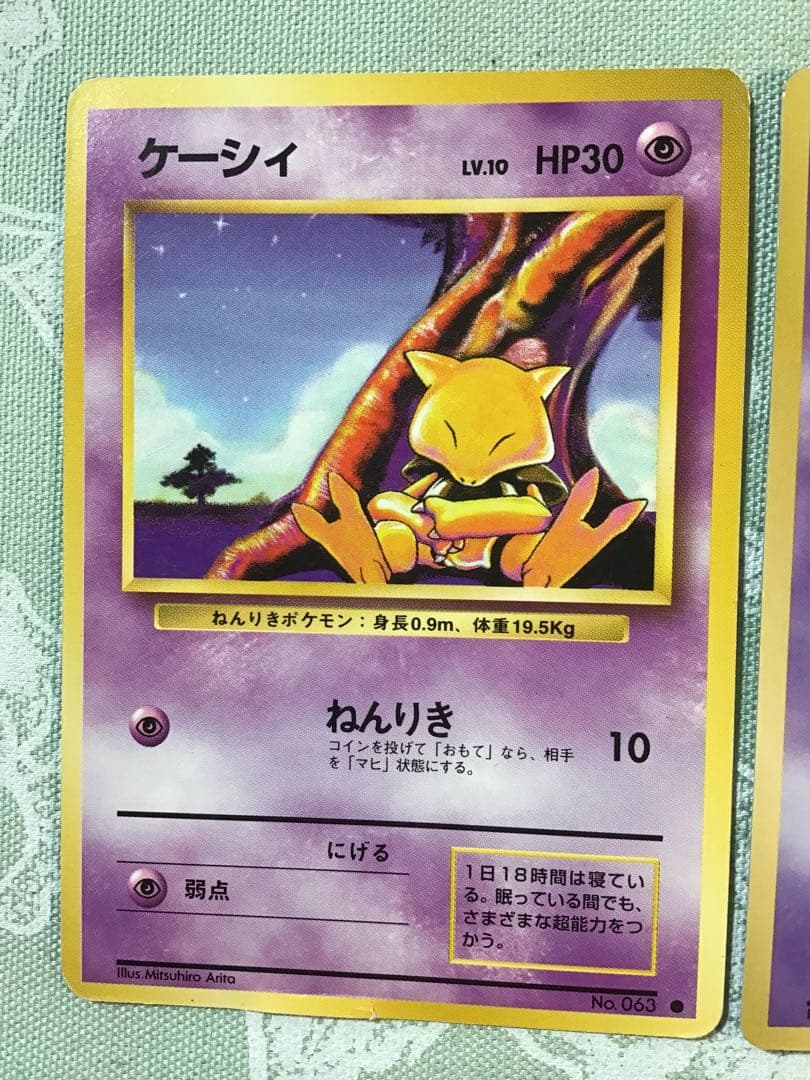 ケーシィ LV.10 HP30
ねんりきポケモン：身長0.9m、体重19.5Kg
ねんりき 10
コインを投げて「おもて」なら、相手
を「マヒ」状態にする。
にげる
弱点
1日18時間は寝てい
る。眠っている間でも、
さまざまな超能力をつ
かう。
Illus.Mitsuhiro Arita
No. 063